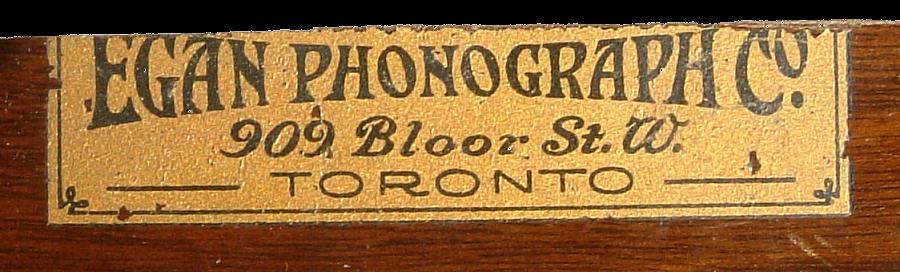 EGAN PHONOGRAPH CO.
909 Bloor St. W.
TORONTO